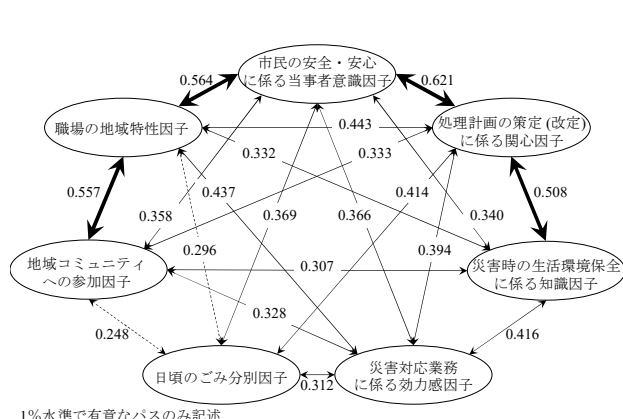 市民の安全・安心
に係る当事者意識因子
0.564
0.621
職場の地域特性因子
0.443
処理計画の策定 (改定)
に係る関心因子
0.332
0.333
0.557
0.437
0.414
0.508
0.358
0.369
0.366
0.340
0.296
0.394
地域コミュニティ
への参加因子
0.307
災害時の生活環境保全
に係る知識因子
0.328
0.248
0.416
日頃のごみ分別因子
0.312
災害対応業務
に係る効力感因子
1%水準で有意なパスのみ記述